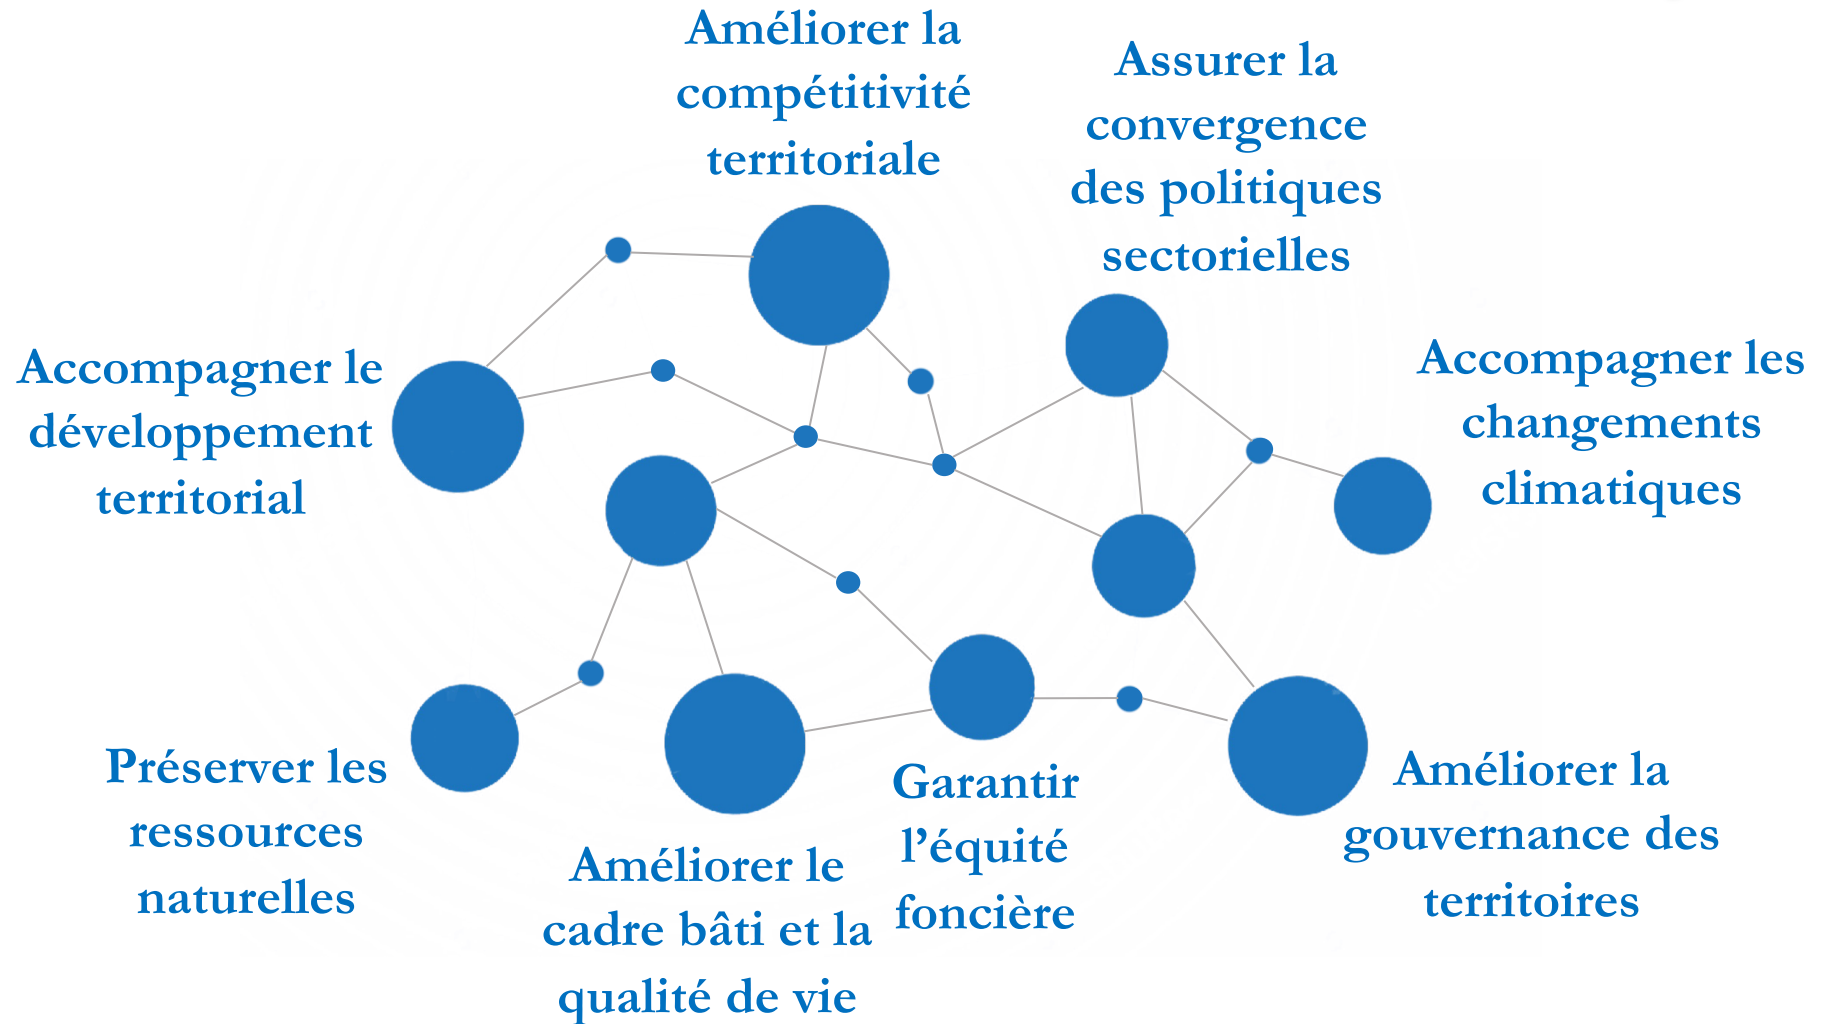 Améliorer la
compétitivité
territoriale
Assurer la
convergence
des politiques
sectorielles
Accompagner le
développement
territorial
Accompagner les
changements
climatiques
Préserver les
ressources
naturelles
Améliorer le
cadre bâti et la
qualité de vie
Garantir
l’équité
foncière
Améliorer la
gouvernance des
territoires